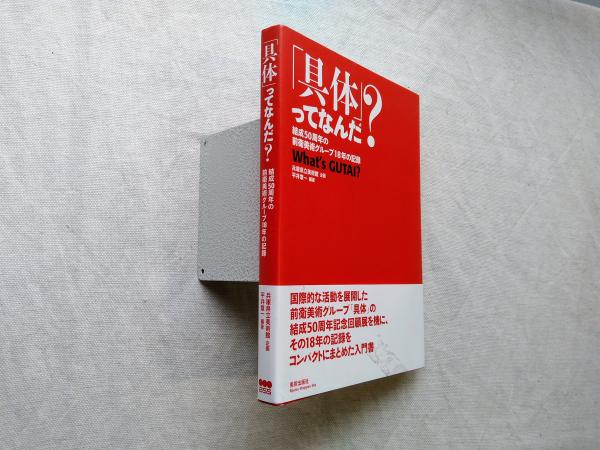 「具体」?
ってなんだ
結成50周年の
前衛美術グループ18年の記録
What's GUTAI?
兵庫県立美術館 企画
平井章一 編著
国際的な活動を展開した
前衛美術グループ「具体」の
結成50周年記念回顧展を機に、
その18年の記録を
コンパクトにまとめた入門書
美術出版社
「具体」ってなんだ?
結成50周年の
前衛美術グループ18年の記録
兵庫県立美術館 企画
平井章一 編著
BSS